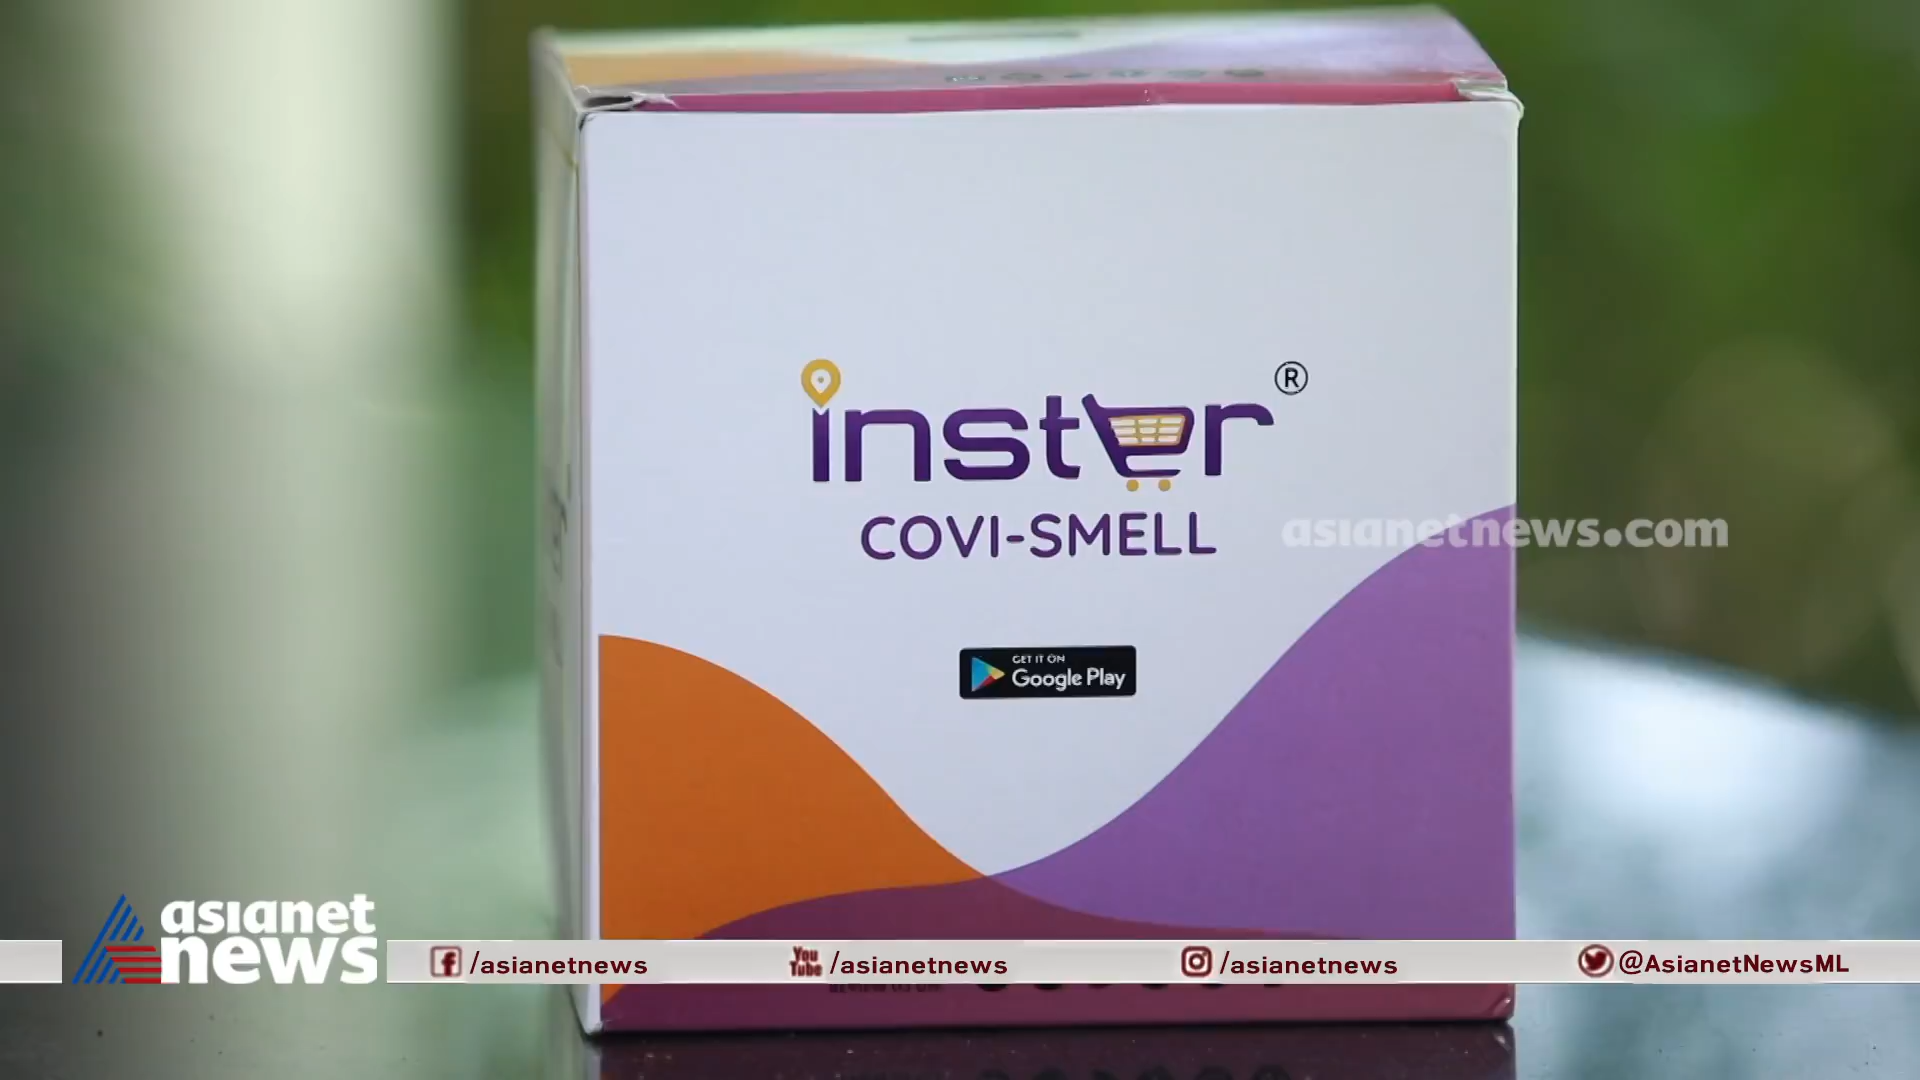 inster®
COVI-SMELL
GET IT ON
Google Play
asianetnews.com
asianet
news
/asianetnews
You
Tube
/asianetnews
/asianetnews
@AsianetNewsML